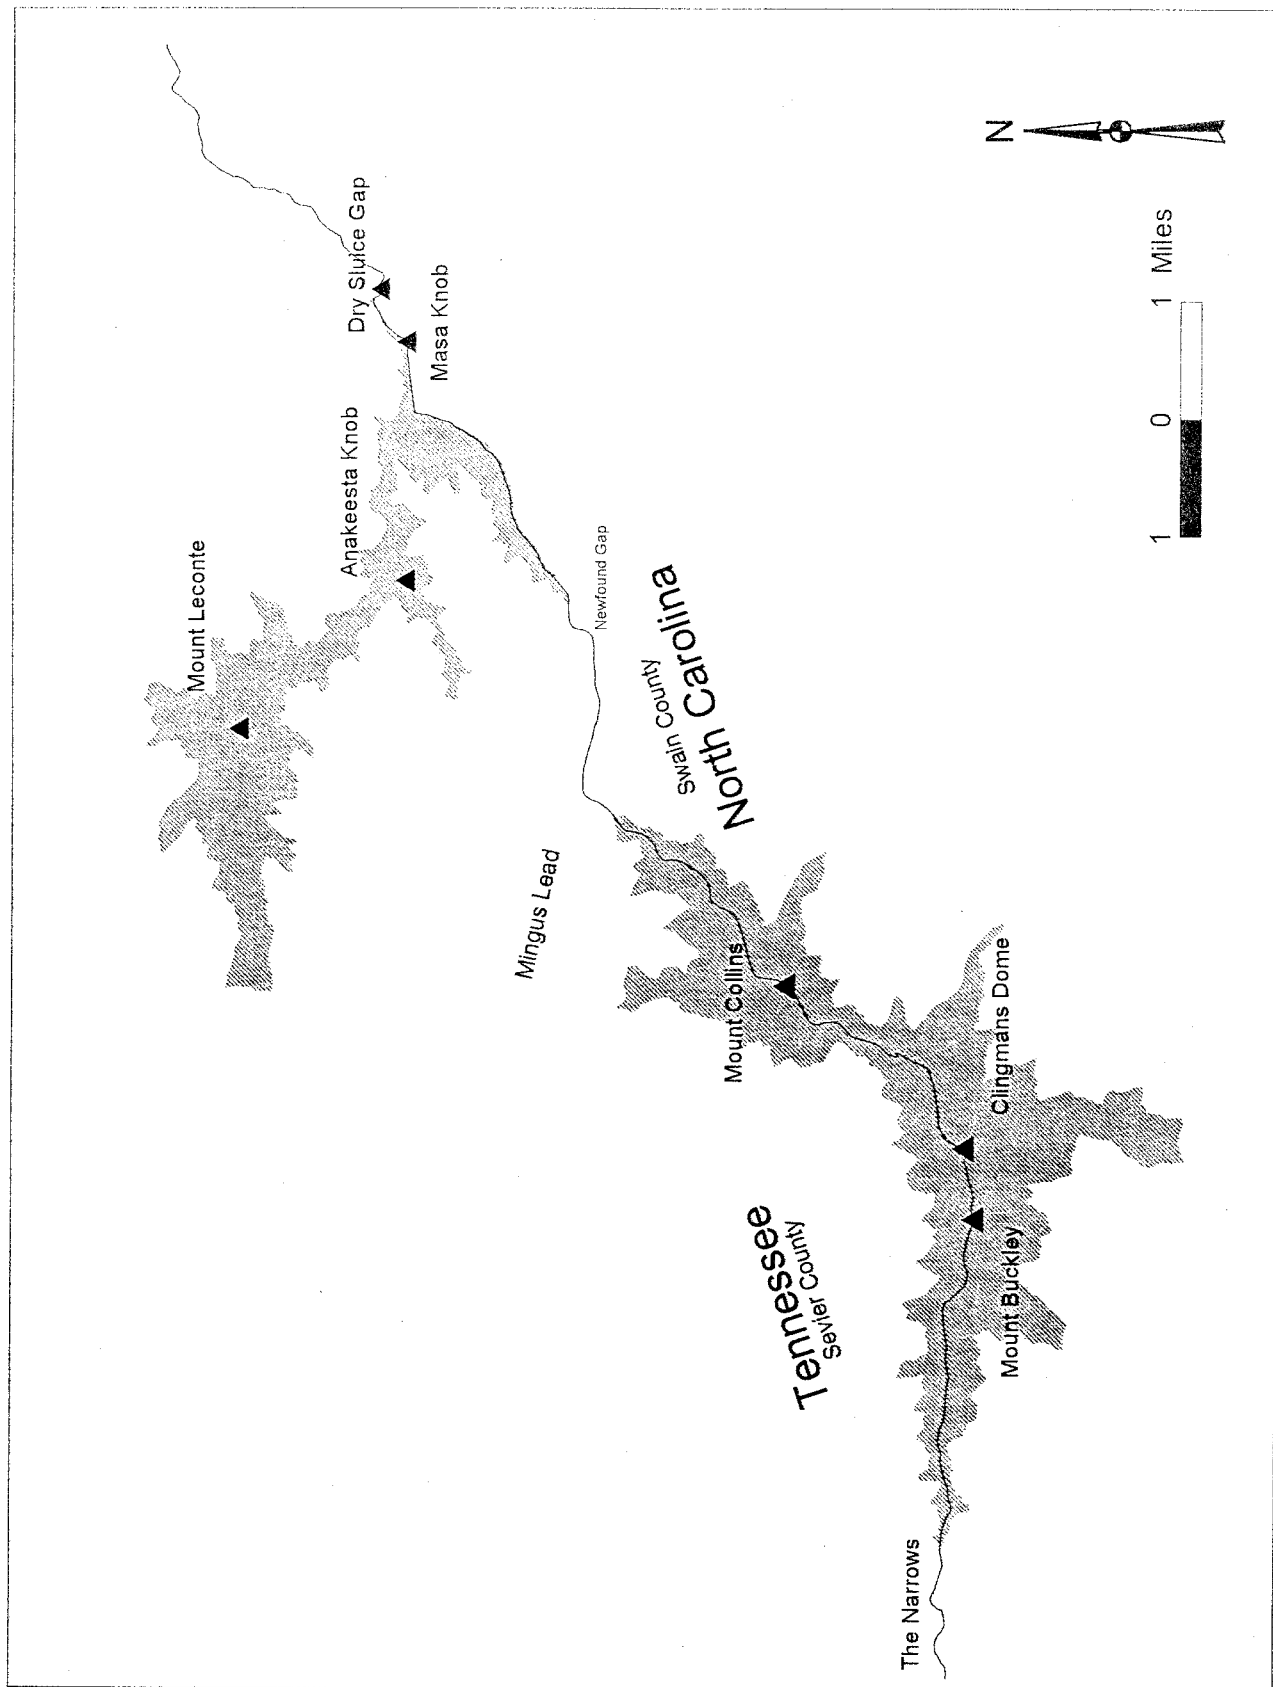 Mount Leconte
Anakeesta Knob
Dry Sluice Gap
Masa Knob
Newfound Gap
Mingus Lead
Swain County
North Carolina
Mount Collins
Tennessee
Sevier County
Clingmans Dome
Mount Buckley
The Narrows
N
1 0 1 Miles